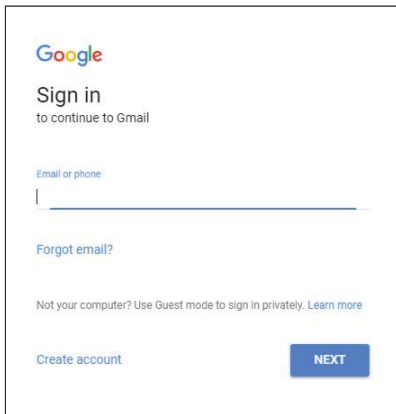 Google
Sign in
to continue to Gmail
Email or phone
Forgot email?
Not your computer? Use Guest mode to sign in privately. Learn more
Create account NEXT